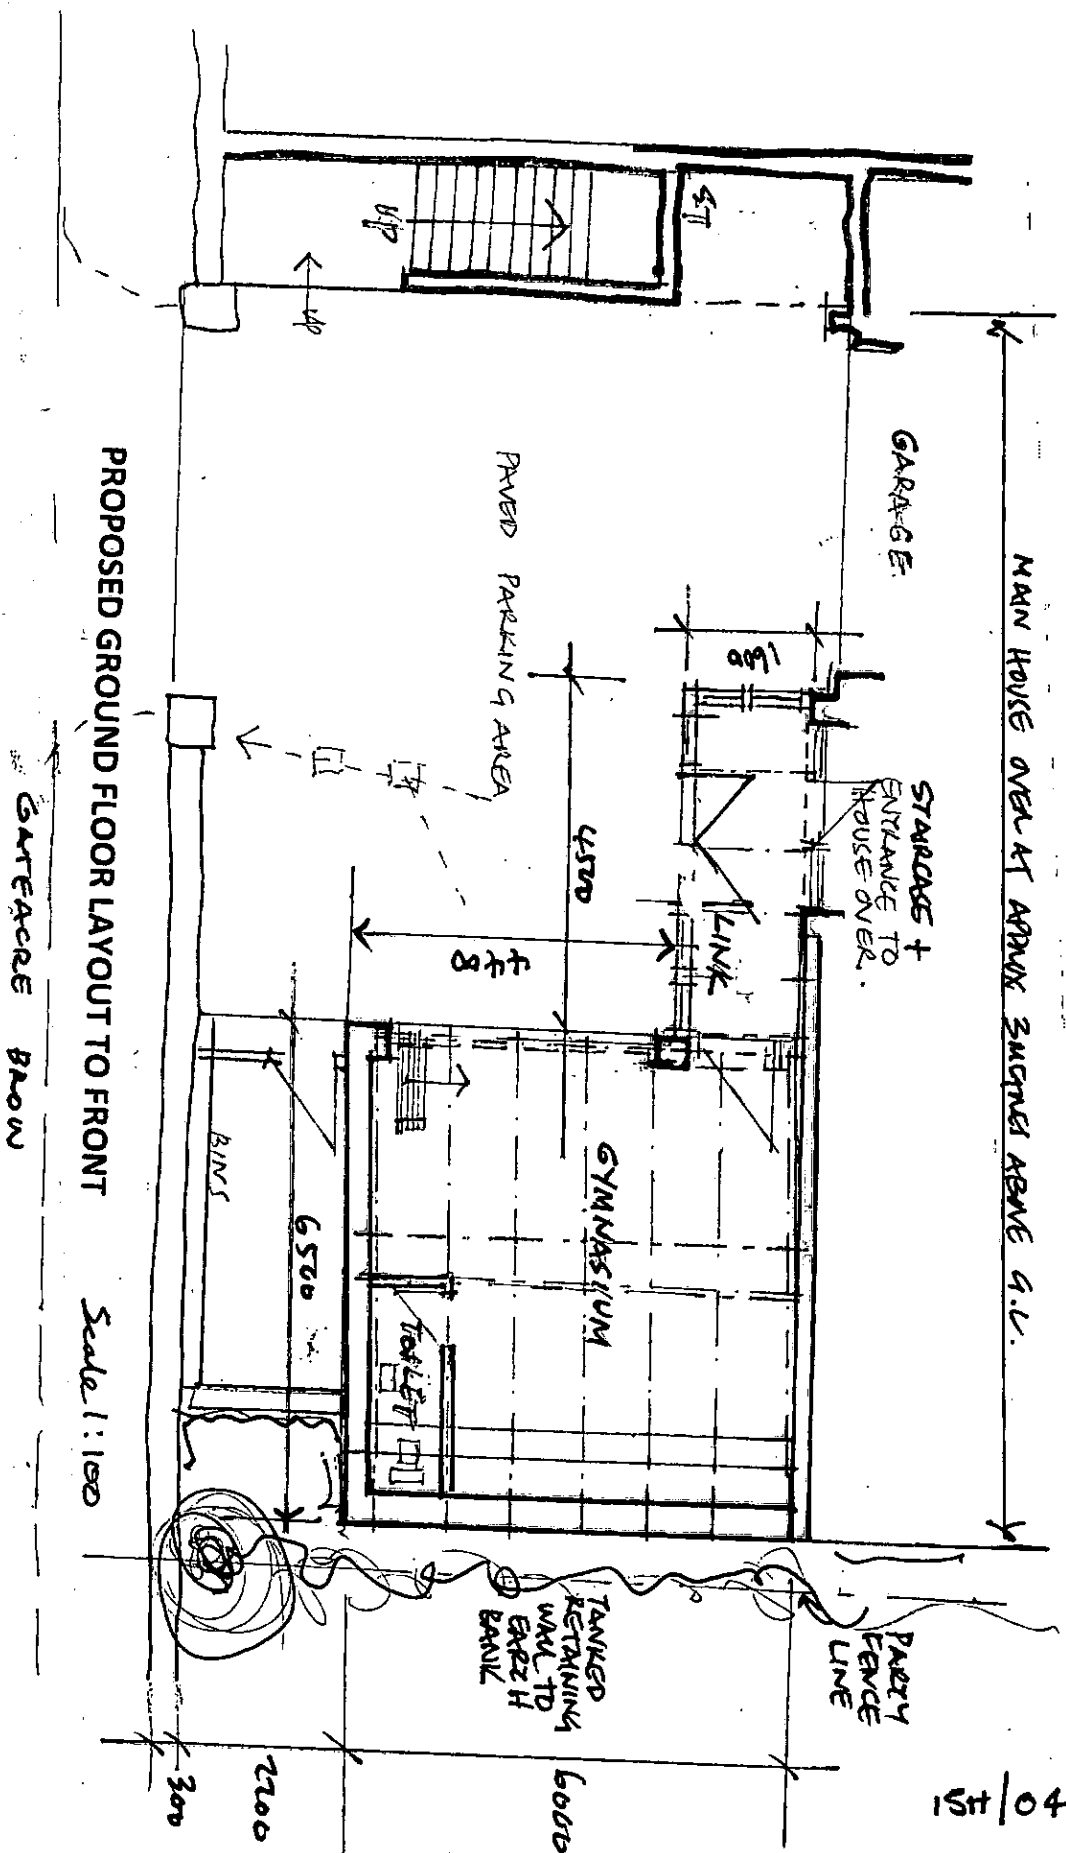 15H/04
MAIN HOUSE OVER AT APPROX 3METRES ABOVE G.L.
GARAGE.
STAIRCASE +
ENTRANCE TO
HOUSE OVER.
PARTY
FENCE
LINE
ST
UP
UP
1600
LINK
PAVED PARKING AREA
4500
GYMNASIUM
TANKED
RETAINING
WALL TO
EARTH
BANK
6000
TOILET
6500
BINS
2200
300
PROPOSED GROUND FLOOR LAYOUT TO FRONT
Scale 1:100
GATEACRE BROW